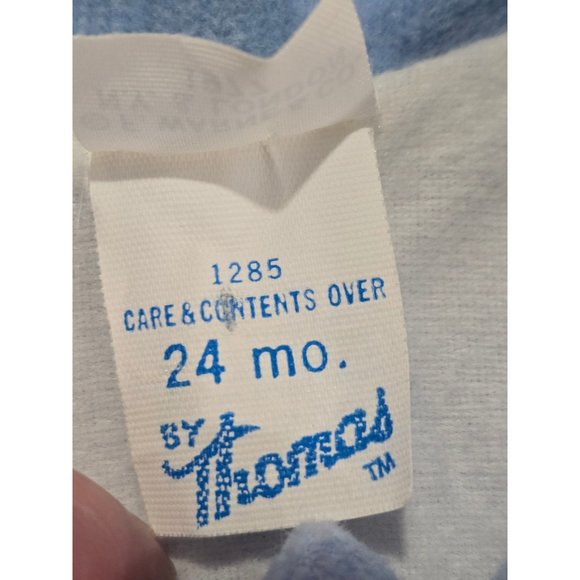 1285
CARE & CONTENTS OVER
24 mo.
BY Thomas TM